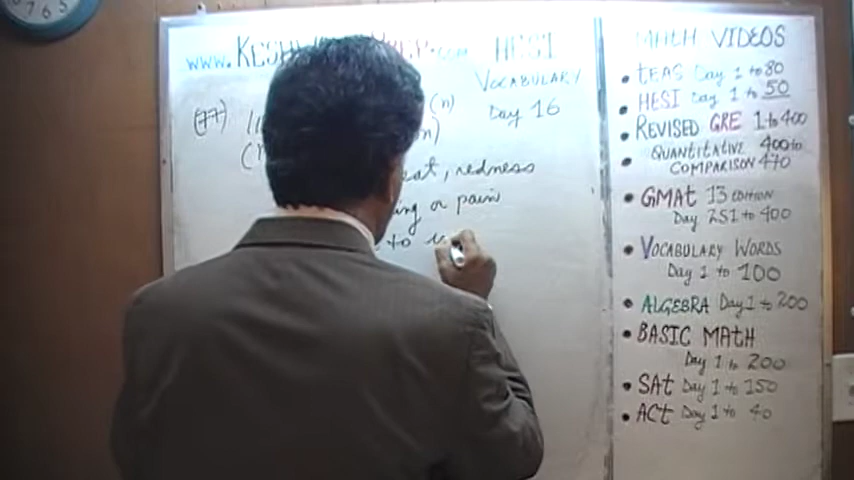 www. HESI
VOCABULARY
Day 16
(77) (n)
redness
or pain
to
MATH VIDEOS
TEAS Day 1 to 80
HESI Day 1 to 50
REVISED GRE 1 to 400
QUANTITATIVE 400 to
COMPARISON 470
GMAT 13 EDITION
Day 251 to 400
VOCABULARY WORDS
Day 1 to 100
ALGEBRA Day 1 to 200
BASIC MATH
Day 1 to 200
SAT Day 1 to 150
ACT Day 1 to 40
7 6 5